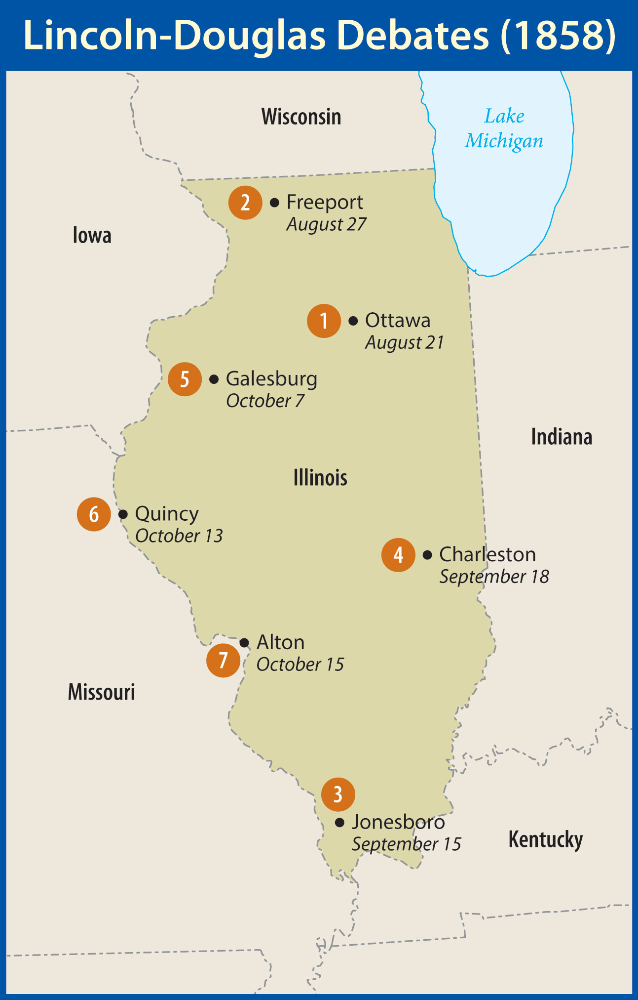 Lincoln-Douglas Debates (1858)
Wisconsin
Lake
Michigan
2
Freeport
August 27
Iowa
1
Ottawa
August 21
5
Galesburg
October 7
Indiana
Illinois
6
Quincy
October 13
4
Charleston
September 18
7
Alton
October 15
Missouri
3
Jonesboro
September 15
Kentucky